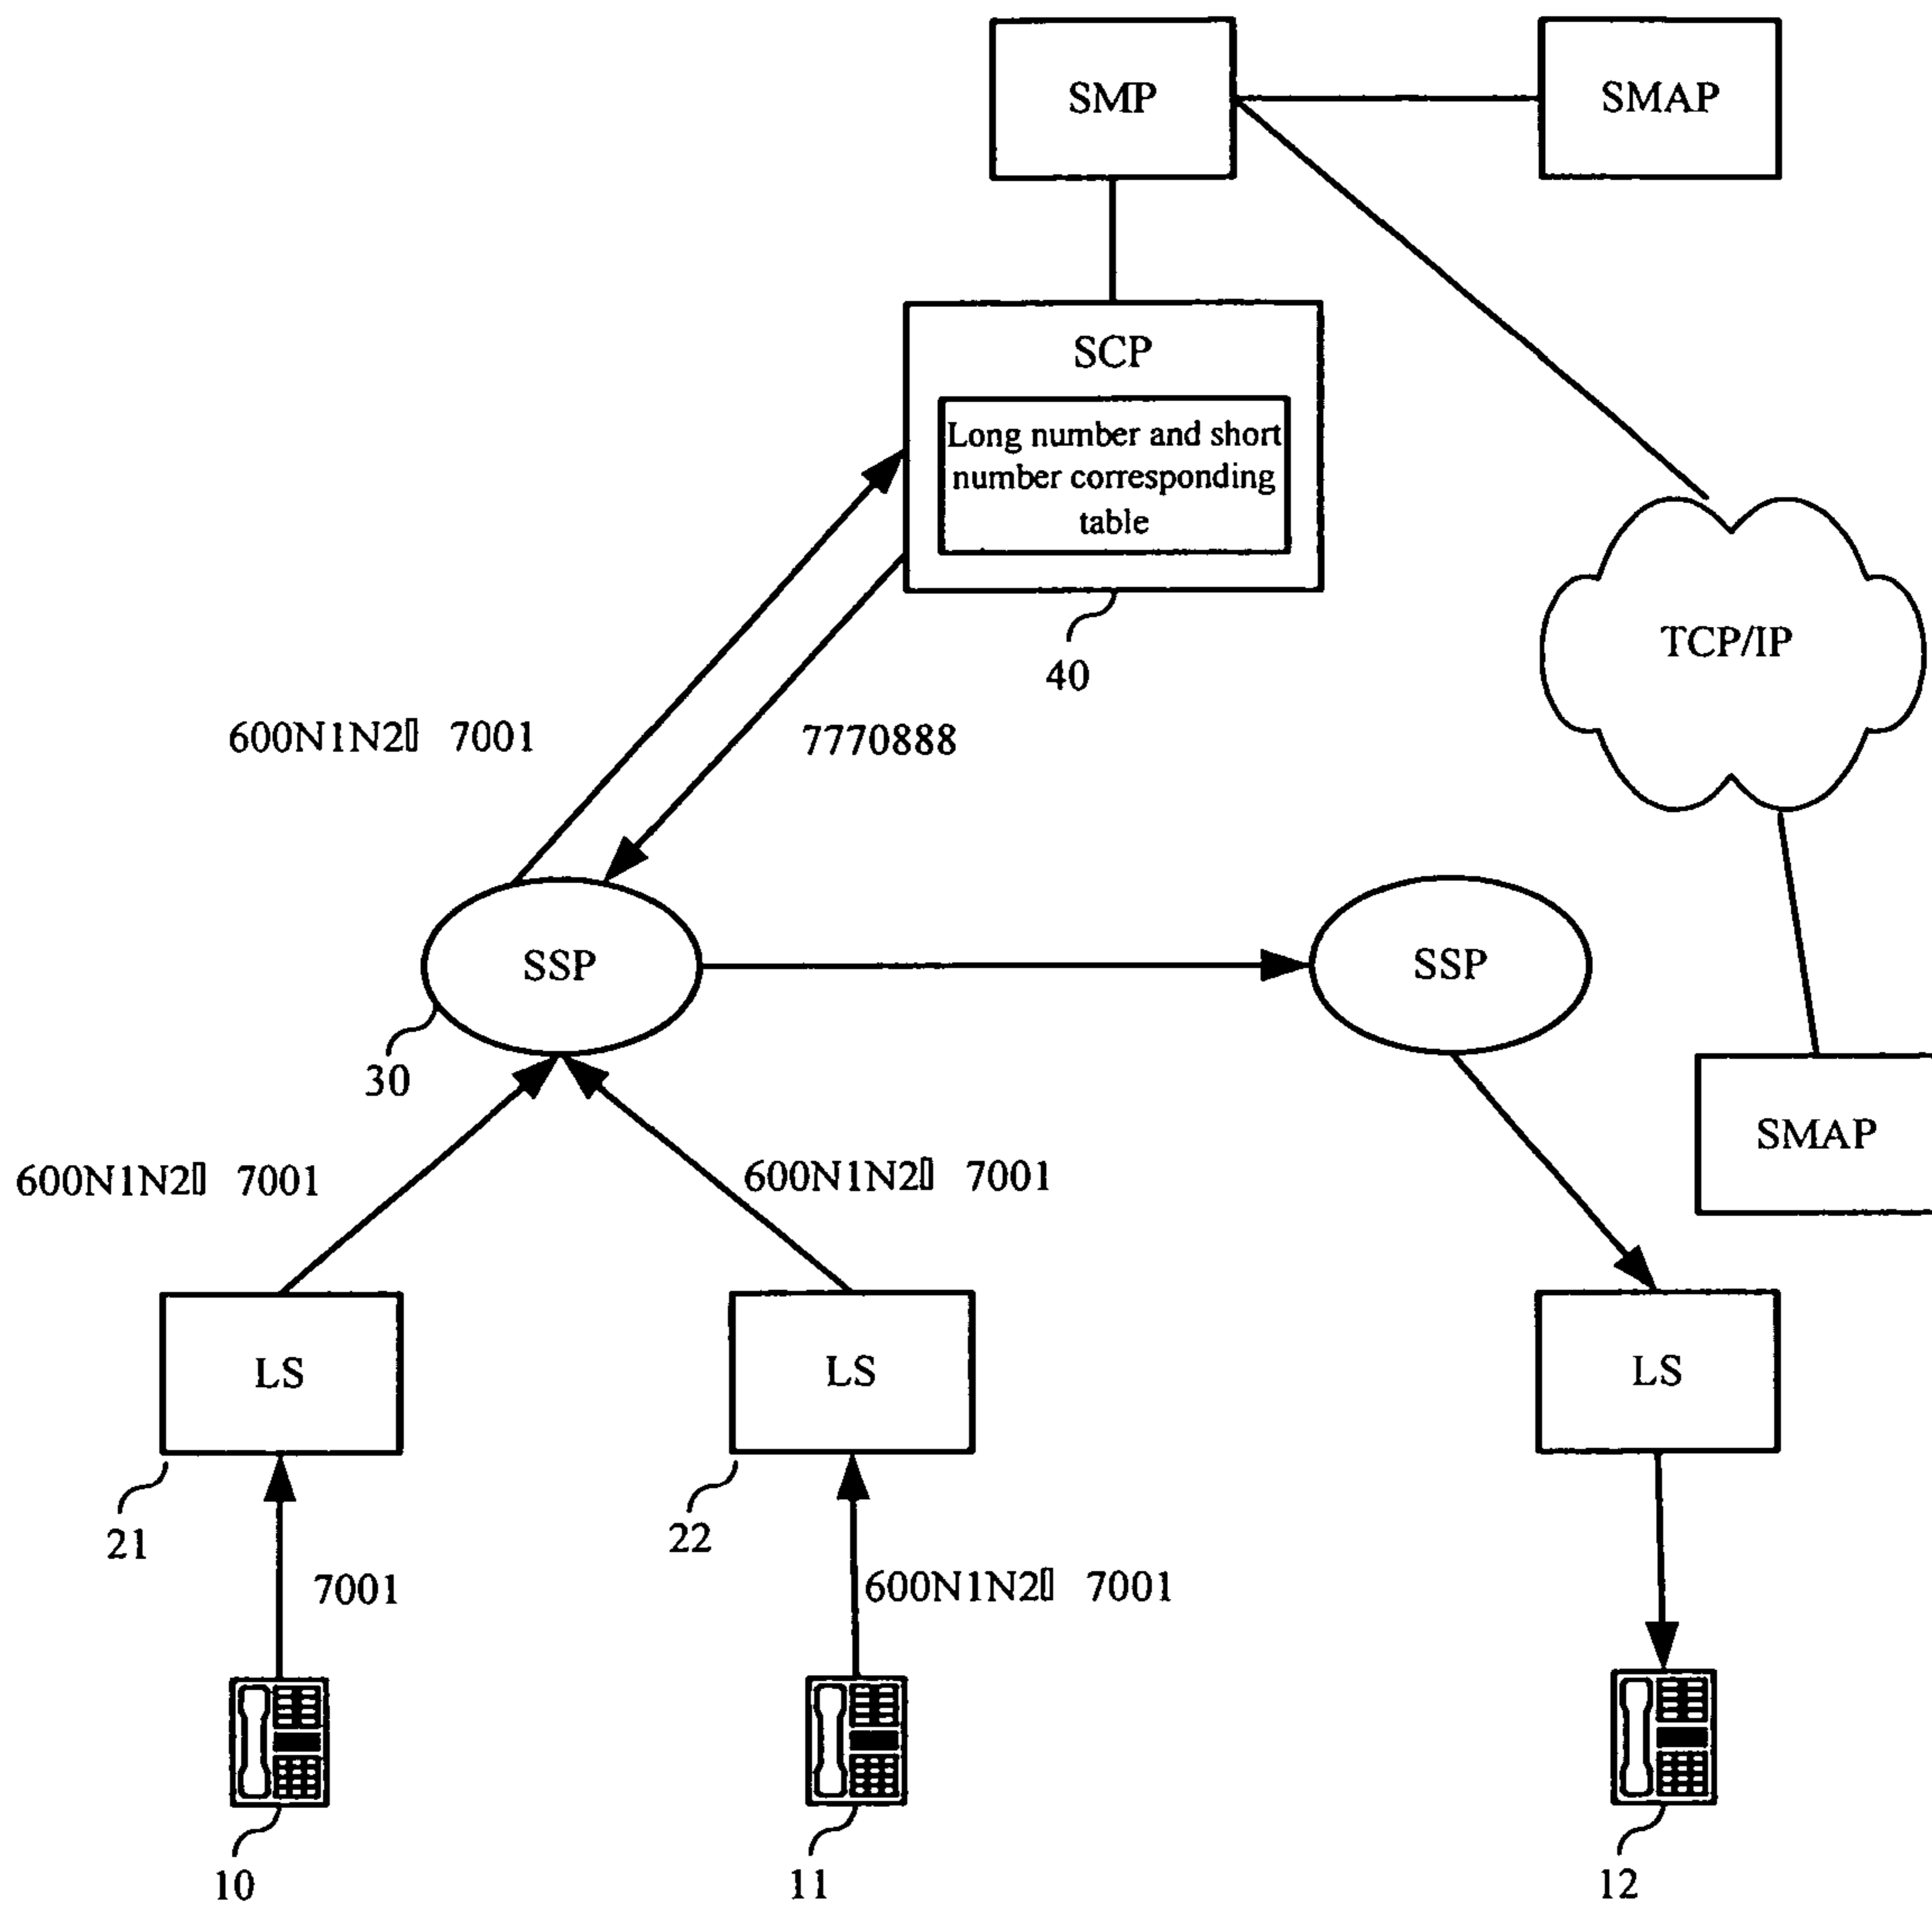 SMP
SMAP
SCP
Long number and short
number corresponding
table
40
TCP/IP
600N1N2▯ 7001
7770888
SSP
SSP
30
SMAP
600N1N2▯ 7001
600N1N2▯ 7001
LS
LS
LS
21
22
7001
600N1N2▯ 7001
10
11
12